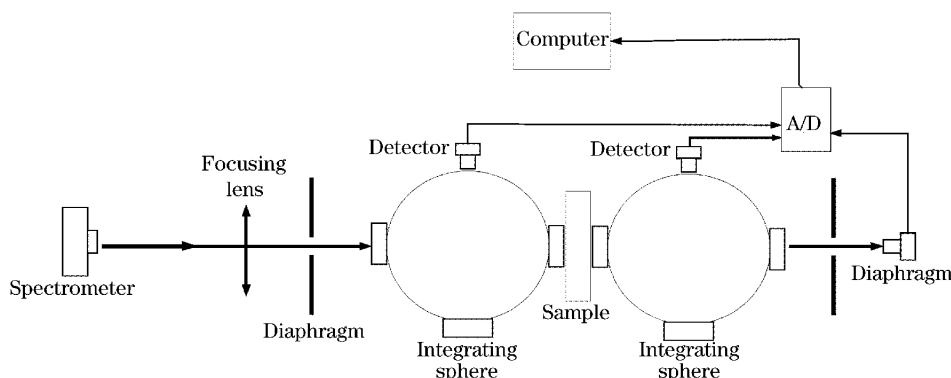 Computer
A/D
Detector
Detector
Focusing
lens
Spectrometer
Diaphragm
Sample
Diaphragm
Integrating
sphere
Integrating
sphere